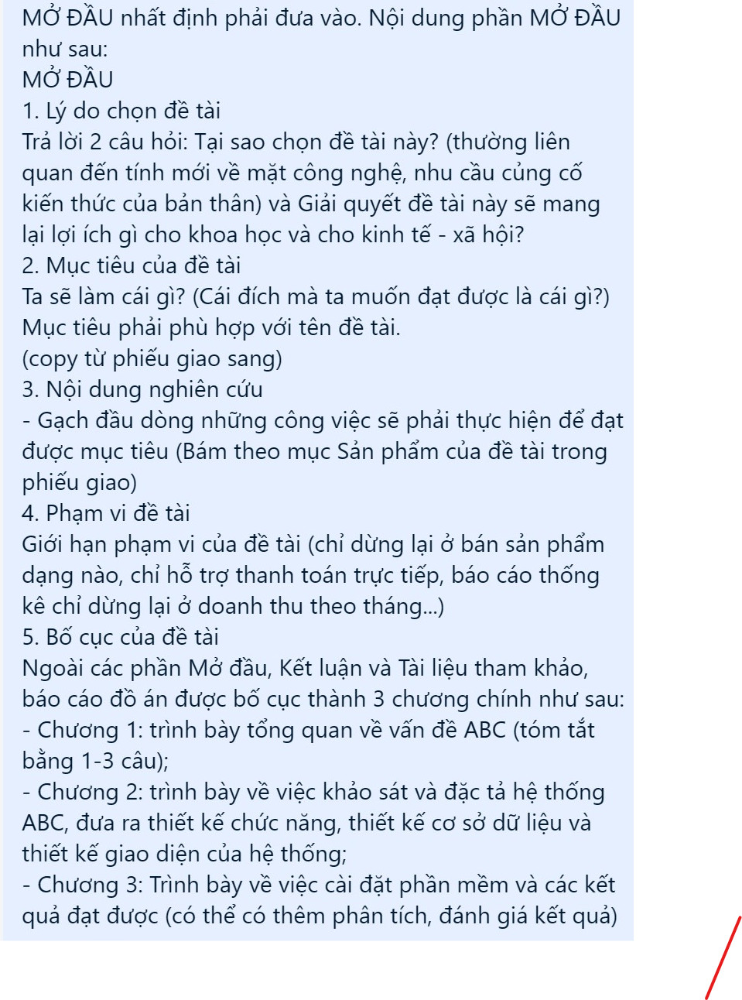 MỞ ĐẦU nhất định phải đưa vào. Nội dung phần MỞ ĐẦU
như sau:
MỞ ĐẦU
1. Lý do chọn đề tài
Trả lời 2 câu hỏi: Tại sao chọn đề tài này? (thường liên
quan đến tính mới về mặt công nghệ, nhu cầu củng cố
kiến thức của bản thân) và Giải quyết đề tài này sẽ mang
lại lợi ích gì cho khoa học và cho kinh tế - xã hội?
2. Mục tiêu của đề tài
Ta sẽ làm cái gì? (Cái đích mà ta muốn đạt được là cái gì?)
Mục tiêu phải phù hợp với tên đề tài.
(copy từ phiếu giao sang)
3. Nội dung nghiên cứu
- Gạch đầu dòng những công việc sẽ phải thực hiện để đạt
được mục tiêu (Bám theo mục Sản phẩm của đề tài trong
phiếu giao)
4. Phạm vi đề tài
Giới hạn phạm vi của đề tài (chỉ dừng lại ở bán sản phẩm
dạng nào, chỉ hỗ trợ thanh toán trực tiếp, báo cáo thống
kê chỉ dừng lại ở doanh thu theo tháng...)
5. Bố cục của đề tài
Ngoài các phần Mở đầu, Kết luận và Tài liệu tham khảo,
báo cáo đồ án được bố cục thành 3 chương chính như sau:
- Chương 1: trình bày tổng quan về vấn đề ABC (tóm tắt
bằng 1-3 câu);
- Chương 2: trình bày về việc khảo sát và đặc tả hệ thống
ABC, đưa ra thiết kế chức năng, thiết kế cơ sở dữ liệu và
thiết kế giao diện của hệ thống;
- Chương 3: Trình bày về việc cài đặt phần mềm và các kết
quả đạt được (có thể có thêm phân tích, đánh giá kết quả)